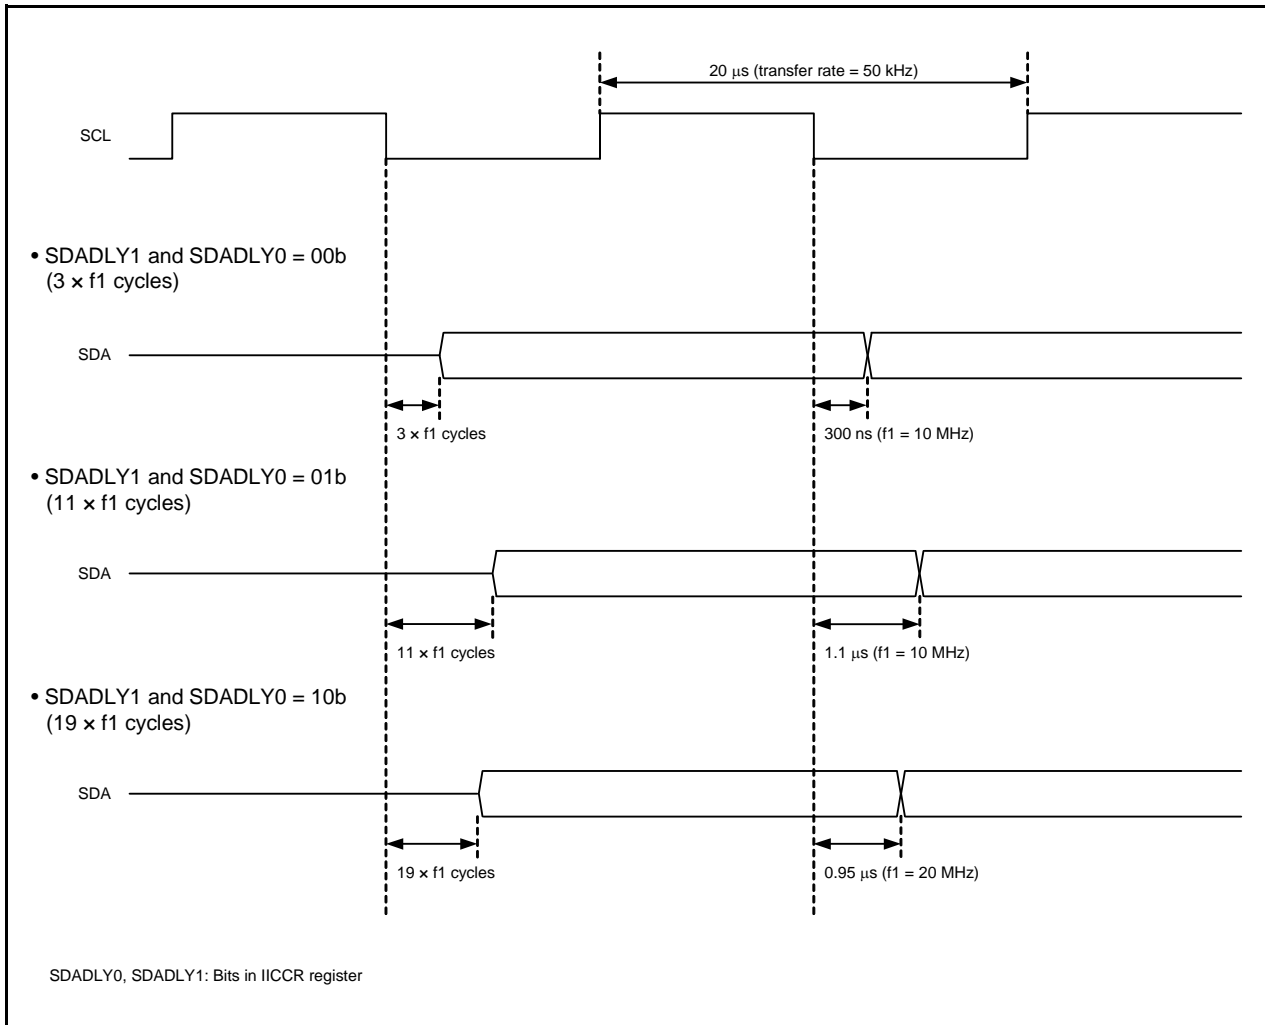 20 μs (transfer rate = 50 kHz)
SCL
• SDADLY1 and SDADLY0 = 00b
(3 × f1 cycles)
SDA
3 × f1 cycles
300 ns (f1 = 10 MHz)
• SDADLY1 and SDADLY0 = 01b
(11 × f1 cycles)
SDA
11 × f1 cycles
1.1 μs (f1 = 10 MHz)
• SDADLY1 and SDADLY0 = 10b
(19 × f1 cycles)
SDA
19 × f1 cycles
0.95 μs (f1 = 20 MHz)
SDADLY0, SDADLY1: Bits in IICCR register